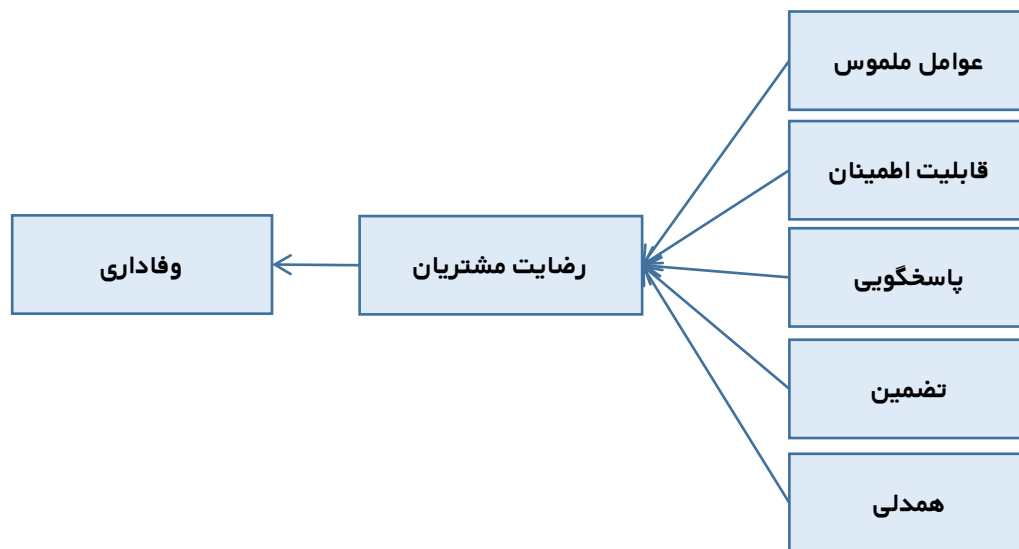 عوامل ملموس
قابلیت اطمینان
پاسخگویی
تضمین
همدلی
رضایت مشتریان
وفاداری